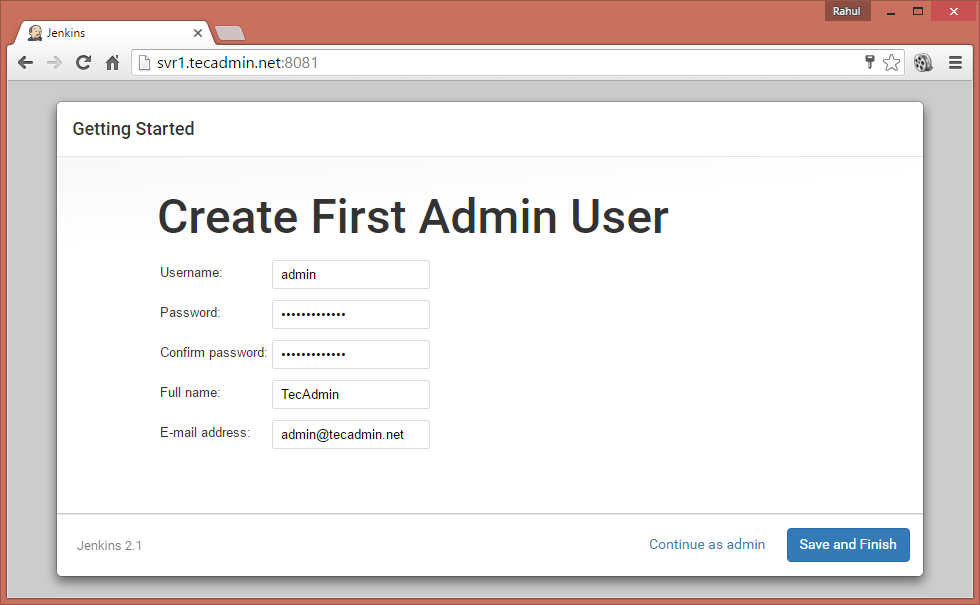 Rahul
Jenkins
svr1.tecadmin.net:8081
Getting Started
Create First Admin User
Username: admin
Password: •••••••••••••
Confirm password: •••••••••••••
Full name: TecAdmin
E-mail address: admin@tecadmin.net
Jenkins 2.1 Continue as admin Save and Finish